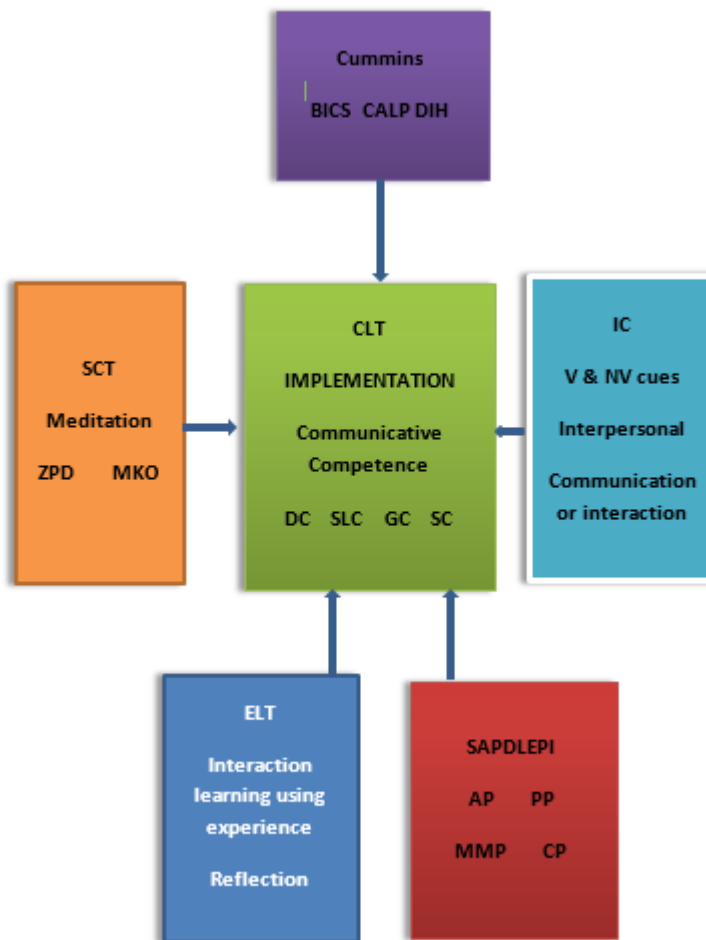 Cummins
BICS CALP DIH
SCT
Meditation
ZPD MKO
CLT
IMPLEMENTATION
Communicative
Competence
DC SLC GC SC
IC
V & NV cues
Interpersonal
Communication
or interaction
ELT
Interaction
learning using
experience
Reflection
SAPDLEPI
AP PP
MMP CP